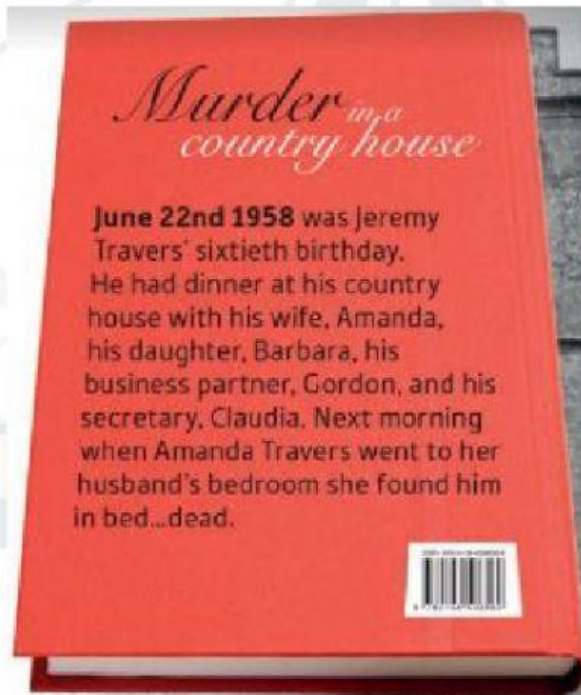 Murder in a
country house
June 22nd 1958 was Jeremy
Travers' sixtieth birthday.
He had dinner at his country
house with his wife, Amanda,
his daughter, Barbara, his
business partner, Gordon, and his
secretary, Claudia. Next morning
when Amanda Travers went to her
husband's bedroom she found him
in bed...dead.